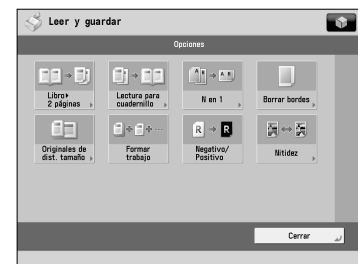 Leer y guardar
Opciones
Libro▸
2 páginas
Lectura para
cuadernillo
N en 1
Borrar bordes
Originales de
dist. tamaño
Formar
trabajo
Negativo/
Positivo
Nitidez
Cerrar